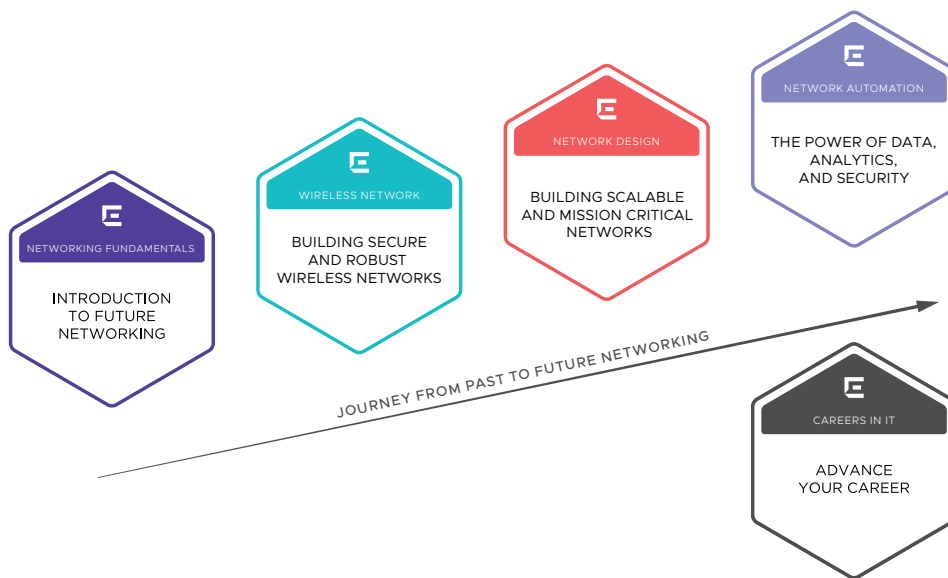 NETWORKING FUNDAMENTALS
INTRODUCTION
TO FUTURE
NETWORKING
WIRELESS NETWORK
BUILDING SECURE
AND ROBUST
WIRELESS NETWORKS
NETWORK DESIGN
BUILDING SCALABLE
AND MISSION CRITICAL
NETWORKS
NETWORK AUTOMATION
THE POWER OF DATA,
ANALYTICS,
AND SECURITY
JOURNEY FROM PAST TO FUTURE NETWORKING
CAREERS IN IT
ADVANCE
YOUR CAREER